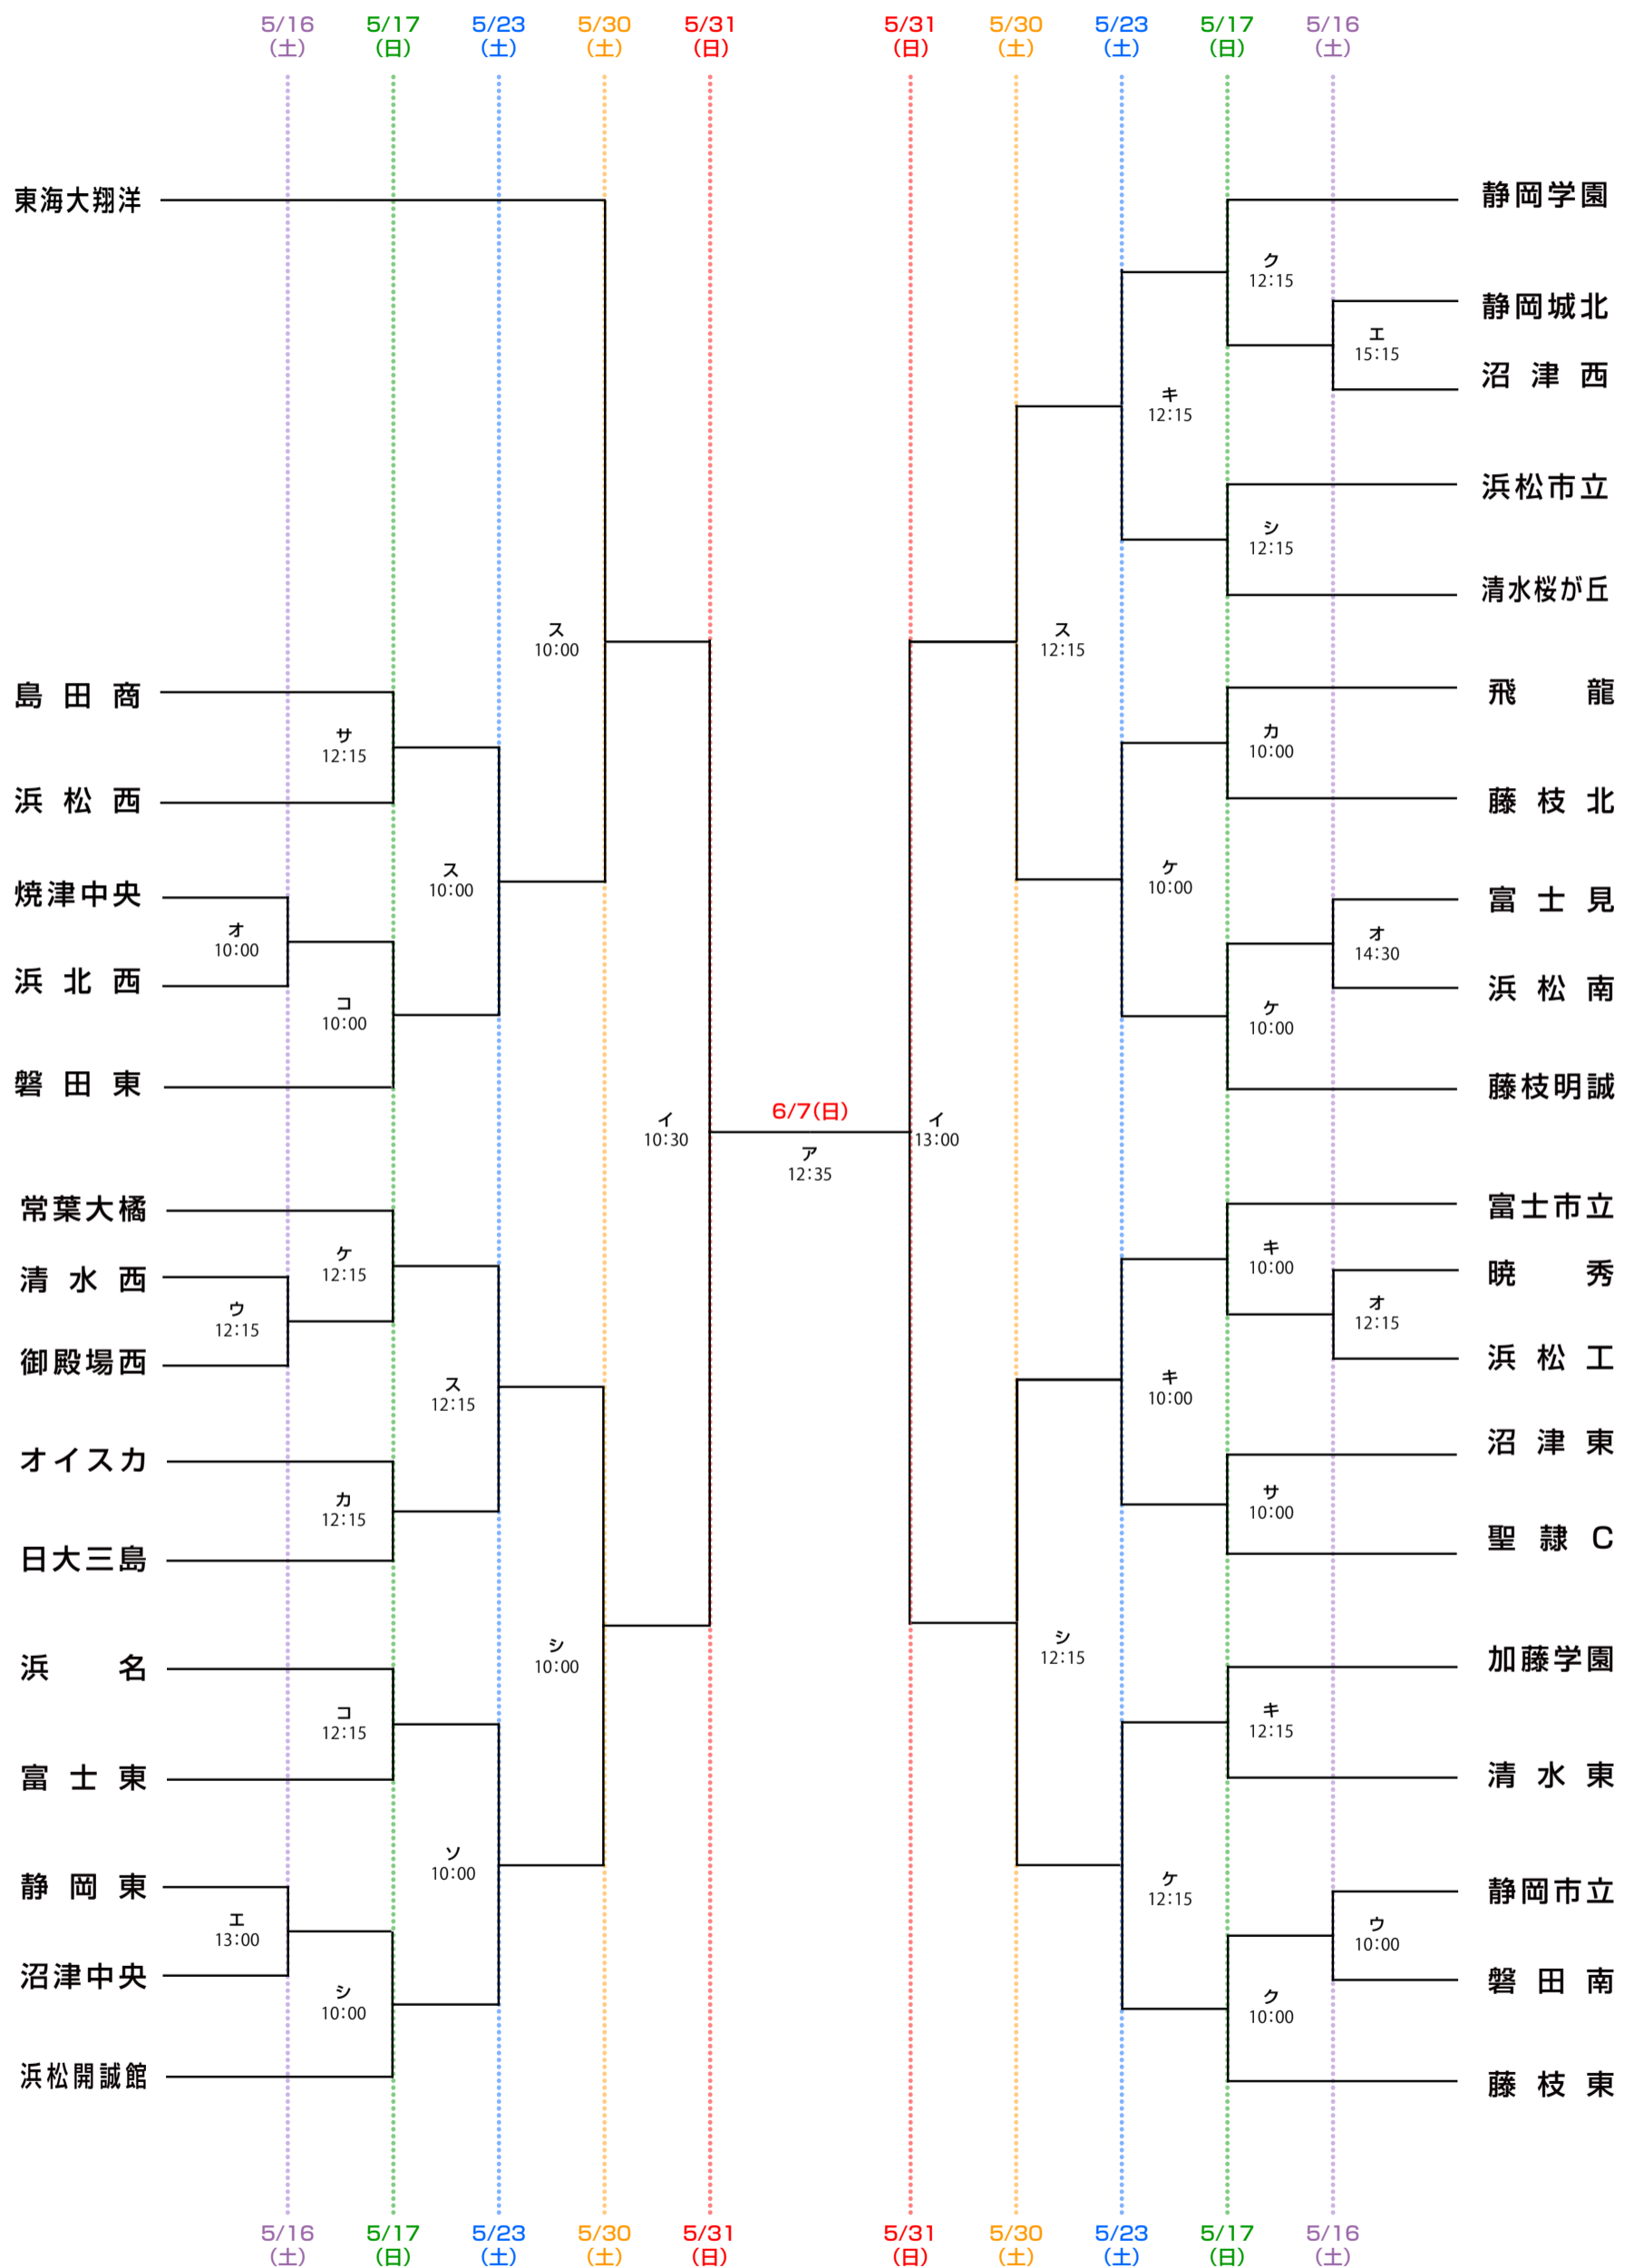 5/16 5/17 5/23 5/30 5/31 5/31 5/30 5/23 5/17 5/16
(土) (日) (土) (土) (日) (日) (土) (土) (日) (土)
東海大翔洋
島田商
サ
12:15
浜松西
ス
10:00
焼津中央
オ
10:00
浜北西
コ
10:00
磐田東
ス
10:00
常葉大橘
ケ
12:15
清水西
ウ
12:15
御殿場西
ス
12:15
オイスカ
カ
12:15
日大三島
浜名
コ
12:15
富士東
シ
10:00
静岡東
エ
13:00
沼津中央
ソ
10:00
シ
10:00
浜松開誠館
イ
10:30
6/7(日)
ア
12:35
イ
13:00
静岡学園
ク
12:15
静岡城北
エ
15:15
沼津西
キ
12:15
浜松市立
シ
12:15
清水桜が丘
ス
12:15
飛龍
カ
10:00
藤枝北
ケ
10:00
富士見
オ
14:30
浜松南
ケ
10:00
藤枝明誠
富士市立
キ
10:00
暁秀
オ
12:15
浜松工
キ
10:00
沼津東
サ
10:00
聖隷C
シ
12:15
加藤学園
キ
12:15
清水東
ケ
12:15
静岡市立
ウ
10:00
磐田南
ク
10:00
藤枝東
5/16 5/17 5/23 5/30 5/31 5/31 5/30 5/23 5/17 5/16
(土) (日) (土) (土) (日) (日) (土) (土) (日) (土)